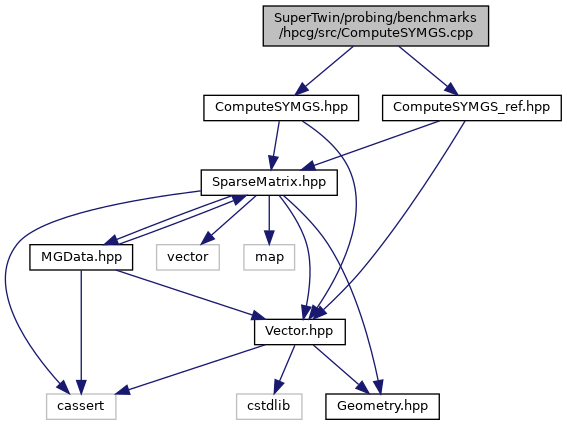 SuperTwin/probing/benchmarks
/hpcg/src/ComputeSYMGS.cpp
ComputeSYMGS.hpp
ComputeSYMGS_ref.hpp
SparseMatrix.hpp
MGData.hpp
vector
map
Vector.hpp
cassert
cstdlib
Geometry.hpp